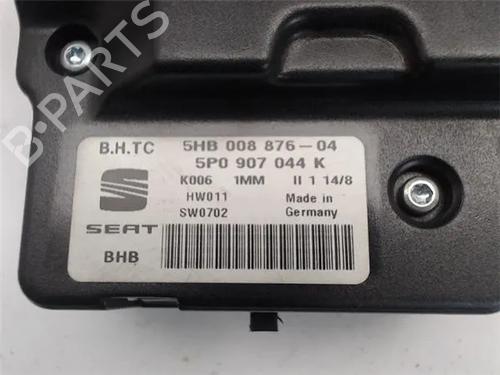 B-PARTS
B.H.TC 5HB 008 876-04
5P0 907 044 K
K006 1MM II 1 14/8
HW011 Made in
SW0702 Germany
SEAT
BHB